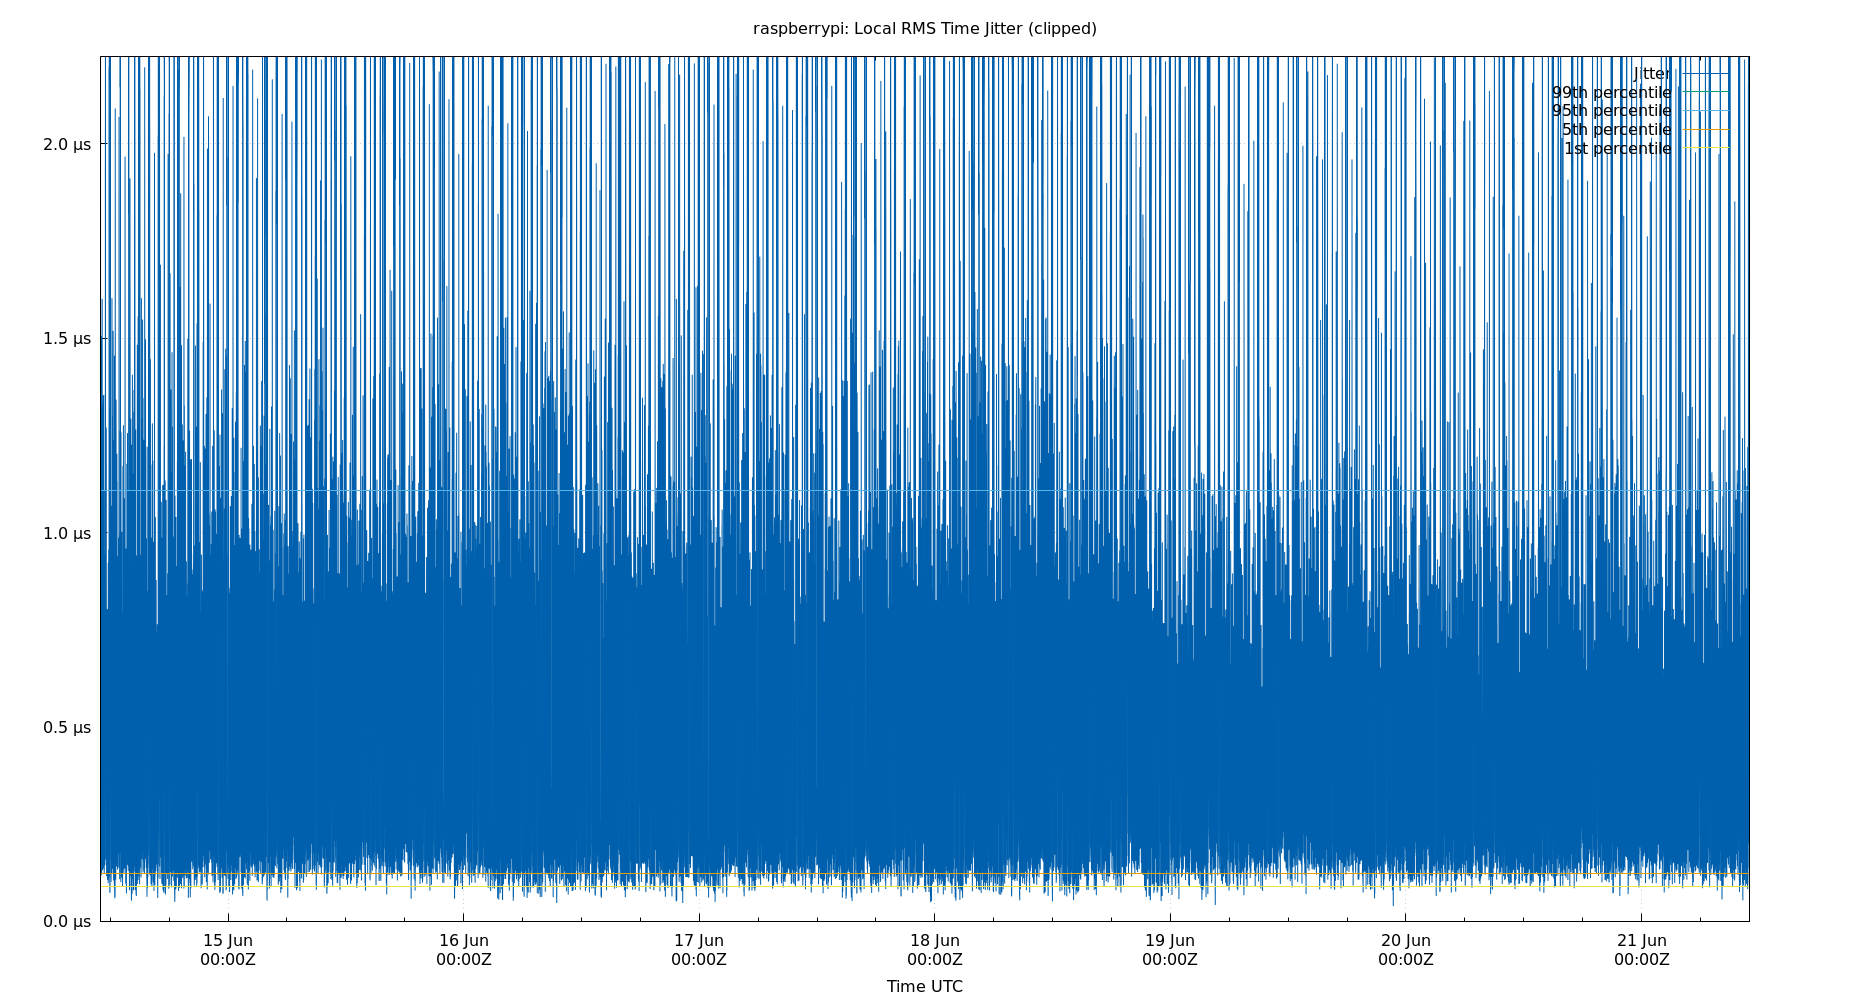 raspberrypi: Local RMS Time Jitter (clipped)
Jitter
99th percentile
95th percentile
5th percentile
1st percentile
2.0 µs
1.5 µs
1.0 µs
0.5 µs
0.0 µs
15 Jun 16 Jun 17 Jun 18 Jun 19 Jun 20 Jun 21 Jun
00:00Z 00:00Z 00:00Z 00:00Z 00:00Z 00:00Z 00:00Z
Time UTC